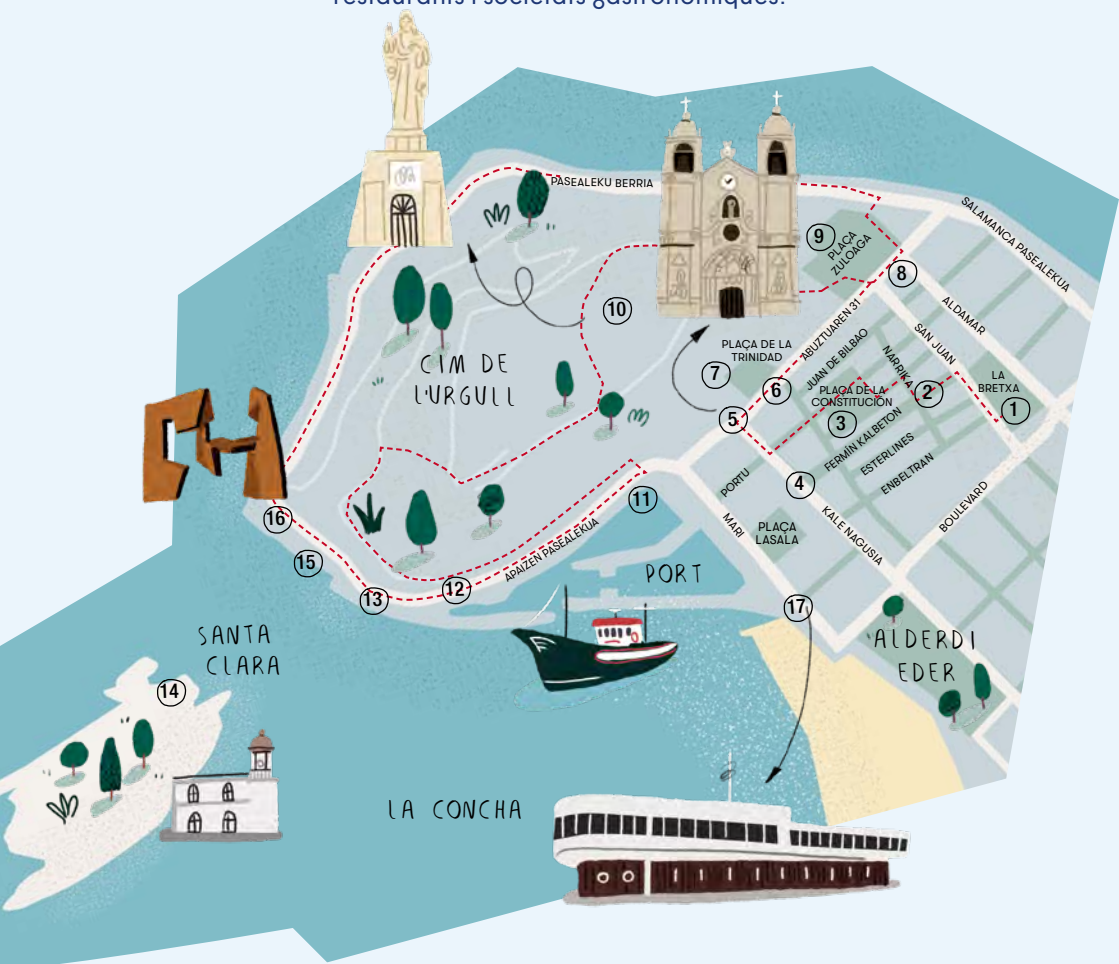 restaurants i societats gastronòmiques.
PASEALEKU BERRIA
SALAMANCA PASEALEKUA
9
PLAÇA
ZULOAGA
8
ALDAMAR
10
ABUZTUAREN 31
SAN JUAN
JUAN DE BILBAO
NARRIKA
CIM DE
L'URGULL
PLAÇA DE LA
TRINIDAD
7
LA
BRETXA
1
6
2
PLAÇA DE LA
CONSTITUCIÓN
3
5
FERMÍN KALBETON
ESTERLINES
ENBELTRAN
4
PORTU
11
MARI
KALE NAGUSIA
BOULEVARD
16
PLAÇA
LASALA
APAIZEN PASEALEKUA
15
PORT
12
13
17
SANTA
CLARA
ALDERDI
EDER
14
LA CONCHA